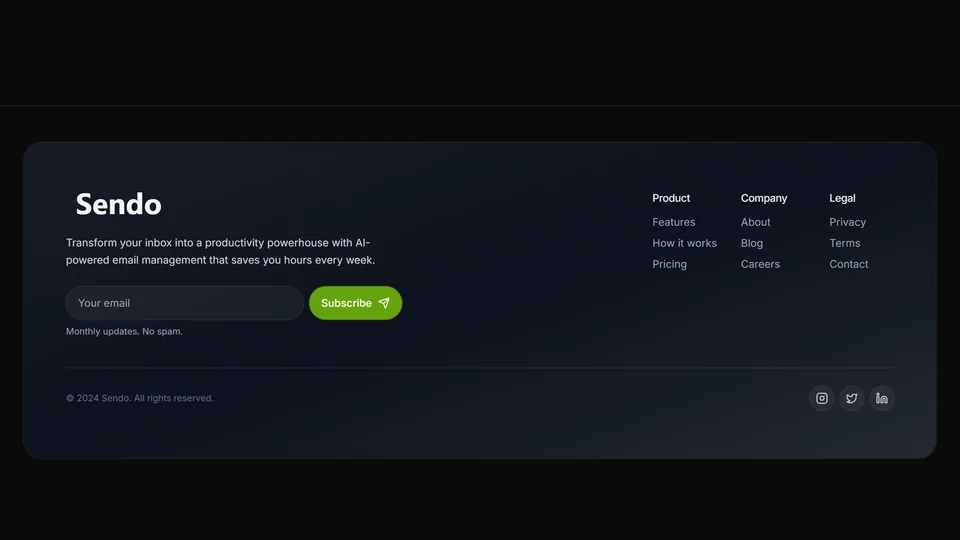 Sendo
Transform your inbox into a productivity powerhouse with AI-
powered email management that saves you hours every week.
Your email
Subscribe
Monthly updates. No spam.
Product
Features
How it works
Pricing
Company
About
Blog
Careers
Legal
Privacy
Terms
Contact
© 2024 Sendo. All rights reserved.